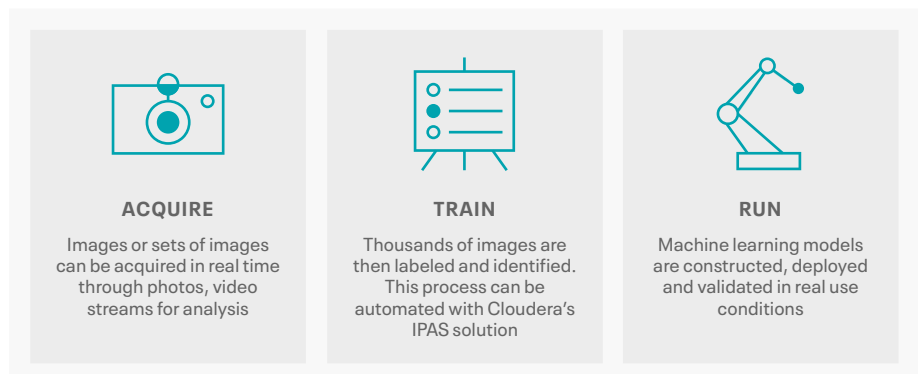 ACQUIRE
Images or sets of images
can be acquired in real time
through photos, video
streams for analysis
TRAIN
Thousands of images are
then labeled and identified.
This process can be
automated with Cloudera's
IPAS solution
RUN
Machine learning models
are constructed, deployed
and validated in real use
conditions